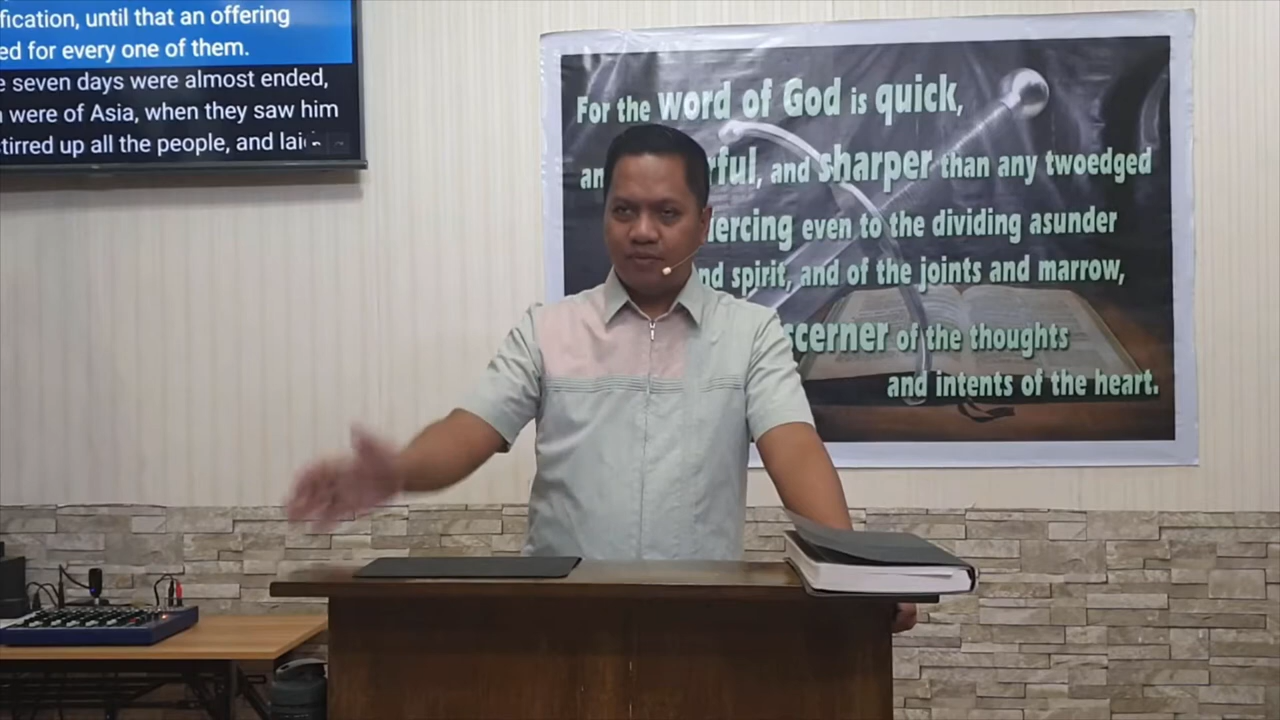 fication, until that an offering
ed for every one of them.
e seven days were almost ended,
were of Asia, when they saw him
tirred up all the people, and lai
For the word of God is quick,
an rful, and sharper than any twoedged
iercing even to the dividing asunder
nd spirit, and of the joints and marrow,
scerner of the thoughts
and intents of the heart.